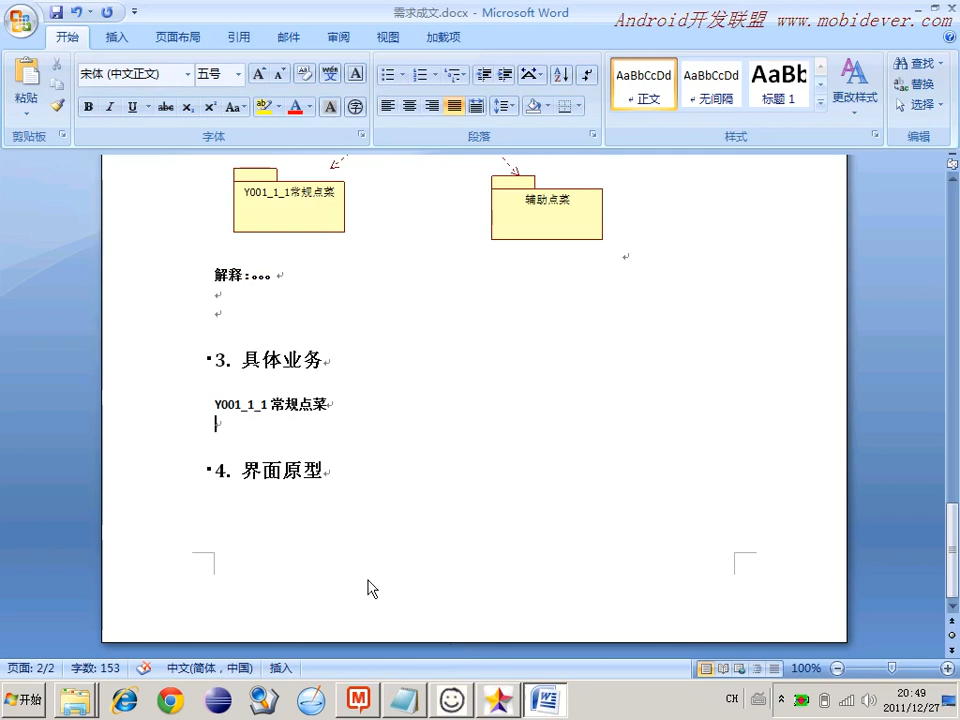 需求成文.docx - Microsoft Word
Android开发联盟 www.mobidever.com
开始 插入 页面布局 引用 邮件 审阅 视图 加载项
粘贴
宋体 (中文正文) 五号
AaBbCcDd AaBbCcDd AaBb
正文 无间隔 标题 1
更改样式
查找
替换
选择
剪贴板 字体 段落 样式 编辑
Y001_1_1常规点菜
辅助点菜
解释：。。。
3. 具体业务
Y001_1_1 常规点菜
4. 界面原型
页面: 2/2 字数: 153 中文(简体，中国) 插入 100%
开始 CH 20:49
2011/12/27